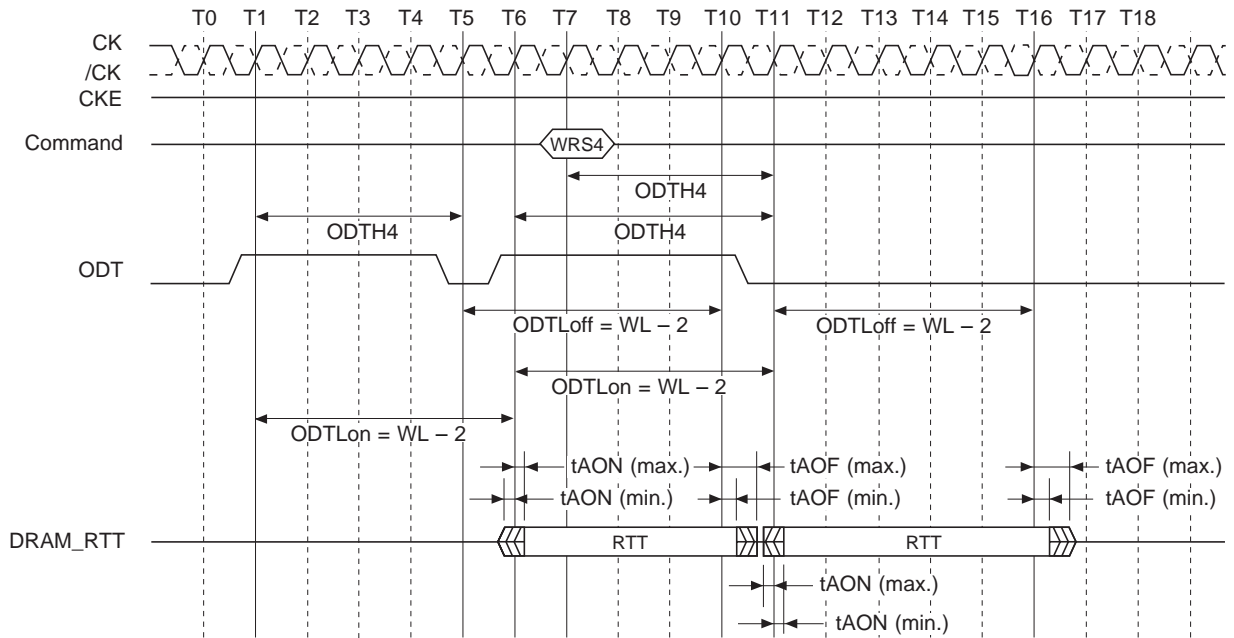 T0 T1 T2 T3 T4 T5 T6 T7 T8 T9 T10 T11 T12 T13 T14 T15 T16 T17 T18
CK
/CK
CKE
Command
WRS4
ODTH4
ODTH4
ODTH4
ODT
ODTLoff = WL – 2
ODTLoff = WL – 2
ODTLon = WL – 2
ODTLon = WL – 2
tAON (max.)
tAOF (max.)
tAOF (max.)
tAON (min.)
tAOF (min.)
tAOF (min.)
DRAM_RTT
RTT
RTT
tAON (max.)
tAON (min.)